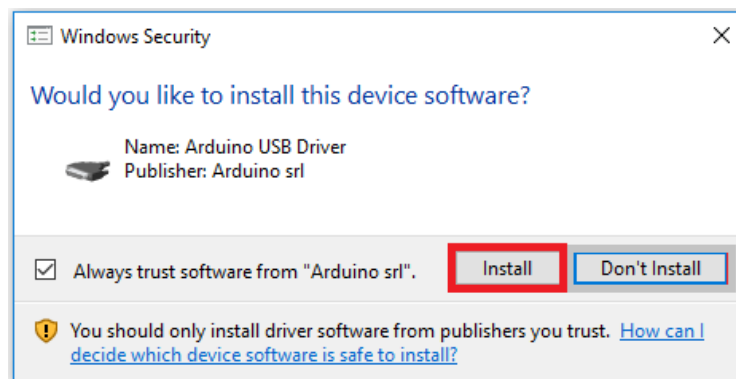 Windows Security
Would you like to install this device software?
Name: Arduino USB Driver
Publisher: Arduino srl
Always trust software from "Arduino srl".
Install
Don't Install
You should only install driver software from publishers you trust. How can I
decide which device software is safe to install?